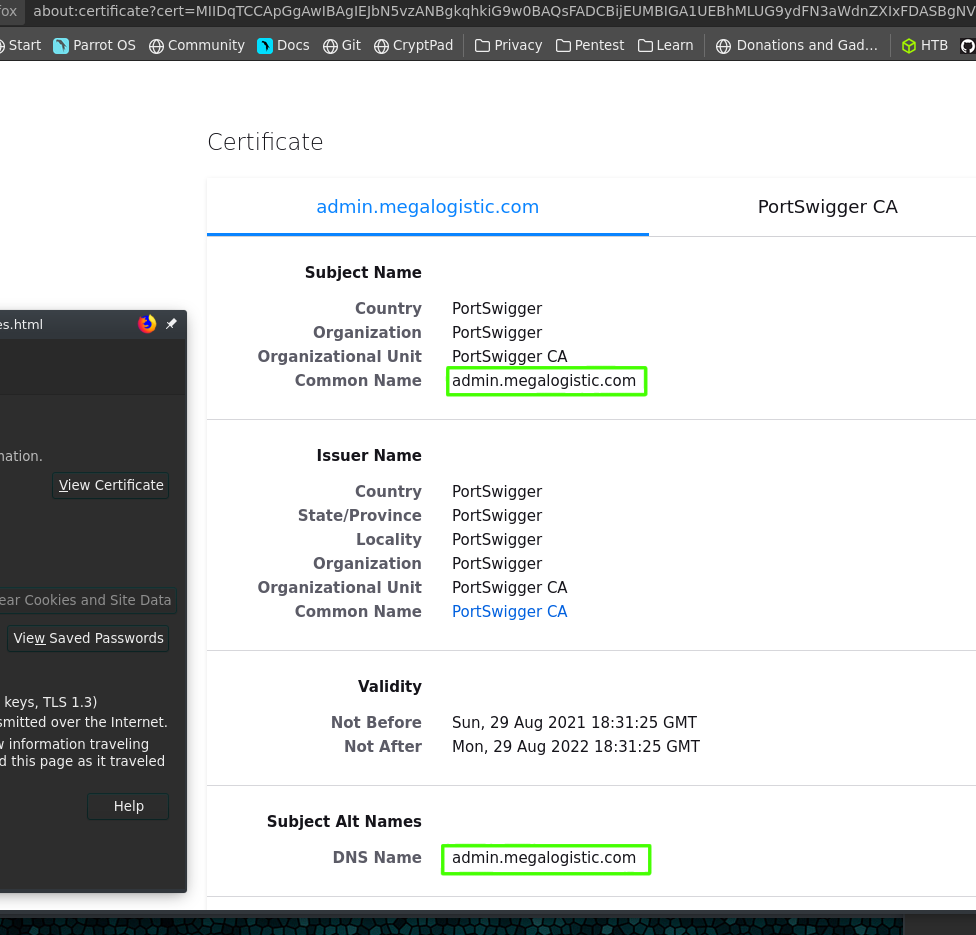 fox about:certificate?cert=MIIDqTCCApGgAwIBAgIEJbN5vzANBgkqhkiG9w0BAQsFADCBijEUMBIGA1UEBhMLUG9ydFN3aWdnZXIxFDASBgNV
Start Parrot OS Community Docs Git CryptPad Privacy Pentest Learn Donations and Gad... HTB
Certificate
admin.megalogistic.com PortSwigger CA
Subject Name
Country PortSwigger
Organization PortSwigger
Organizational Unit PortSwigger CA
Common Name admin.megalogistic.com
Issuer Name
Country PortSwigger
State/Province PortSwigger
Locality PortSwigger
Organization PortSwigger
Organizational Unit PortSwigger CA
Common Name PortSwigger CA
Validity
Not Before Sun, 29 Aug 2021 18:31:25 GMT
Not After Mon, 29 Aug 2022 18:31:25 GMT
Subject Alt Names
DNS Name admin.megalogistic.com
es.html
mation.
View Certificate
ear Cookies and Site Data
View Saved Passwords
keys, TLS 1.3)
smitted over the Internet.
w information traveling
d this page as it traveled
Help